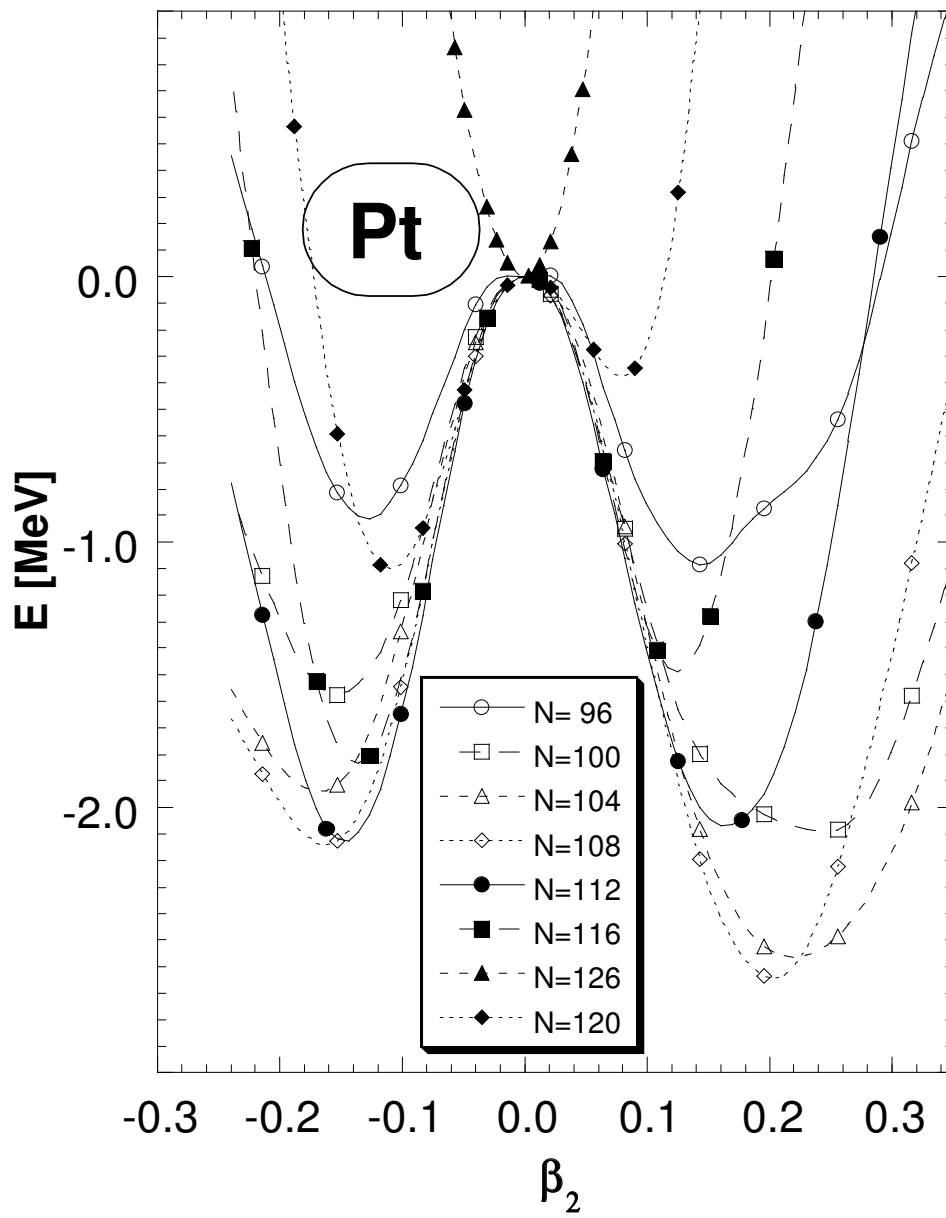 Pt
E [MeV]
0.0
-1.0
-2.0
N= 96
N=100
N=104
N=108
N=112
N=116
N=126
N=120
-0.3 -0.2 -0.1 0.0 0.1 0.2 0.3
β2